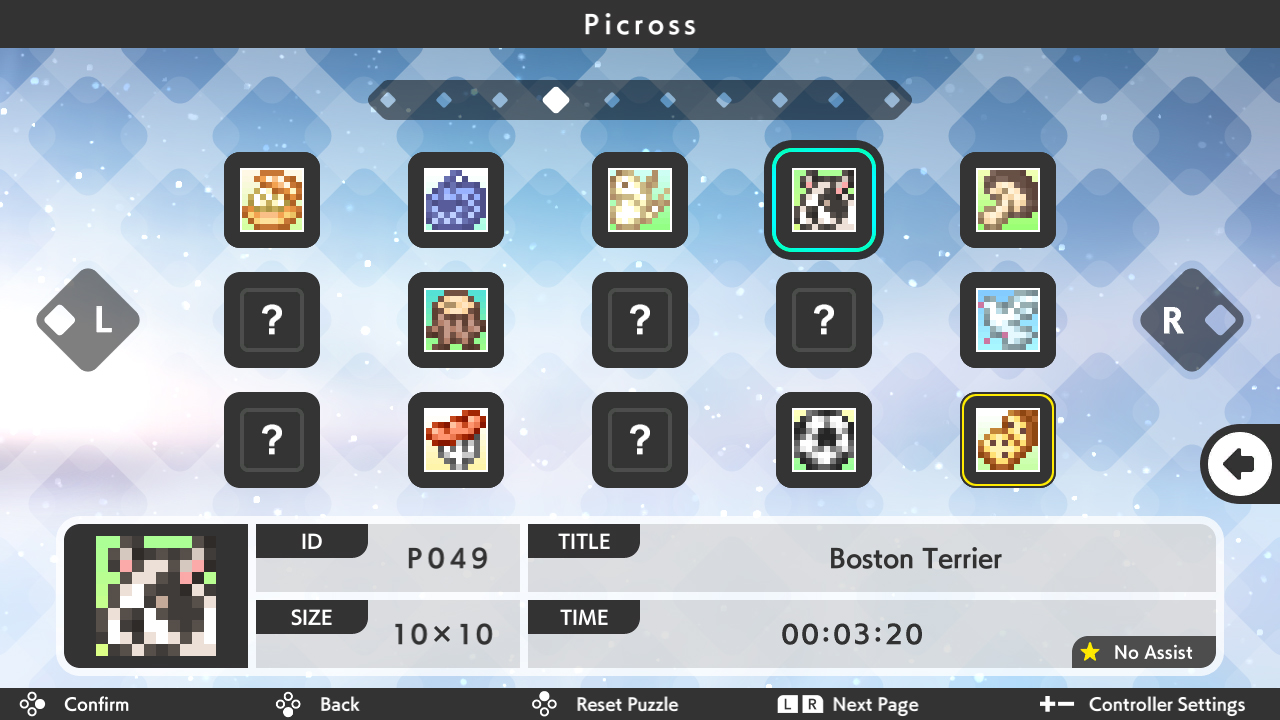 Picross
L
R
?
?
?
?
?
ID
P049
TITLE
Boston Terrier
SIZE
10×10
TIME
00:03:20
No Assist
Confirm
Back
Reset Puzzle
L R Next Page
Controller Settings